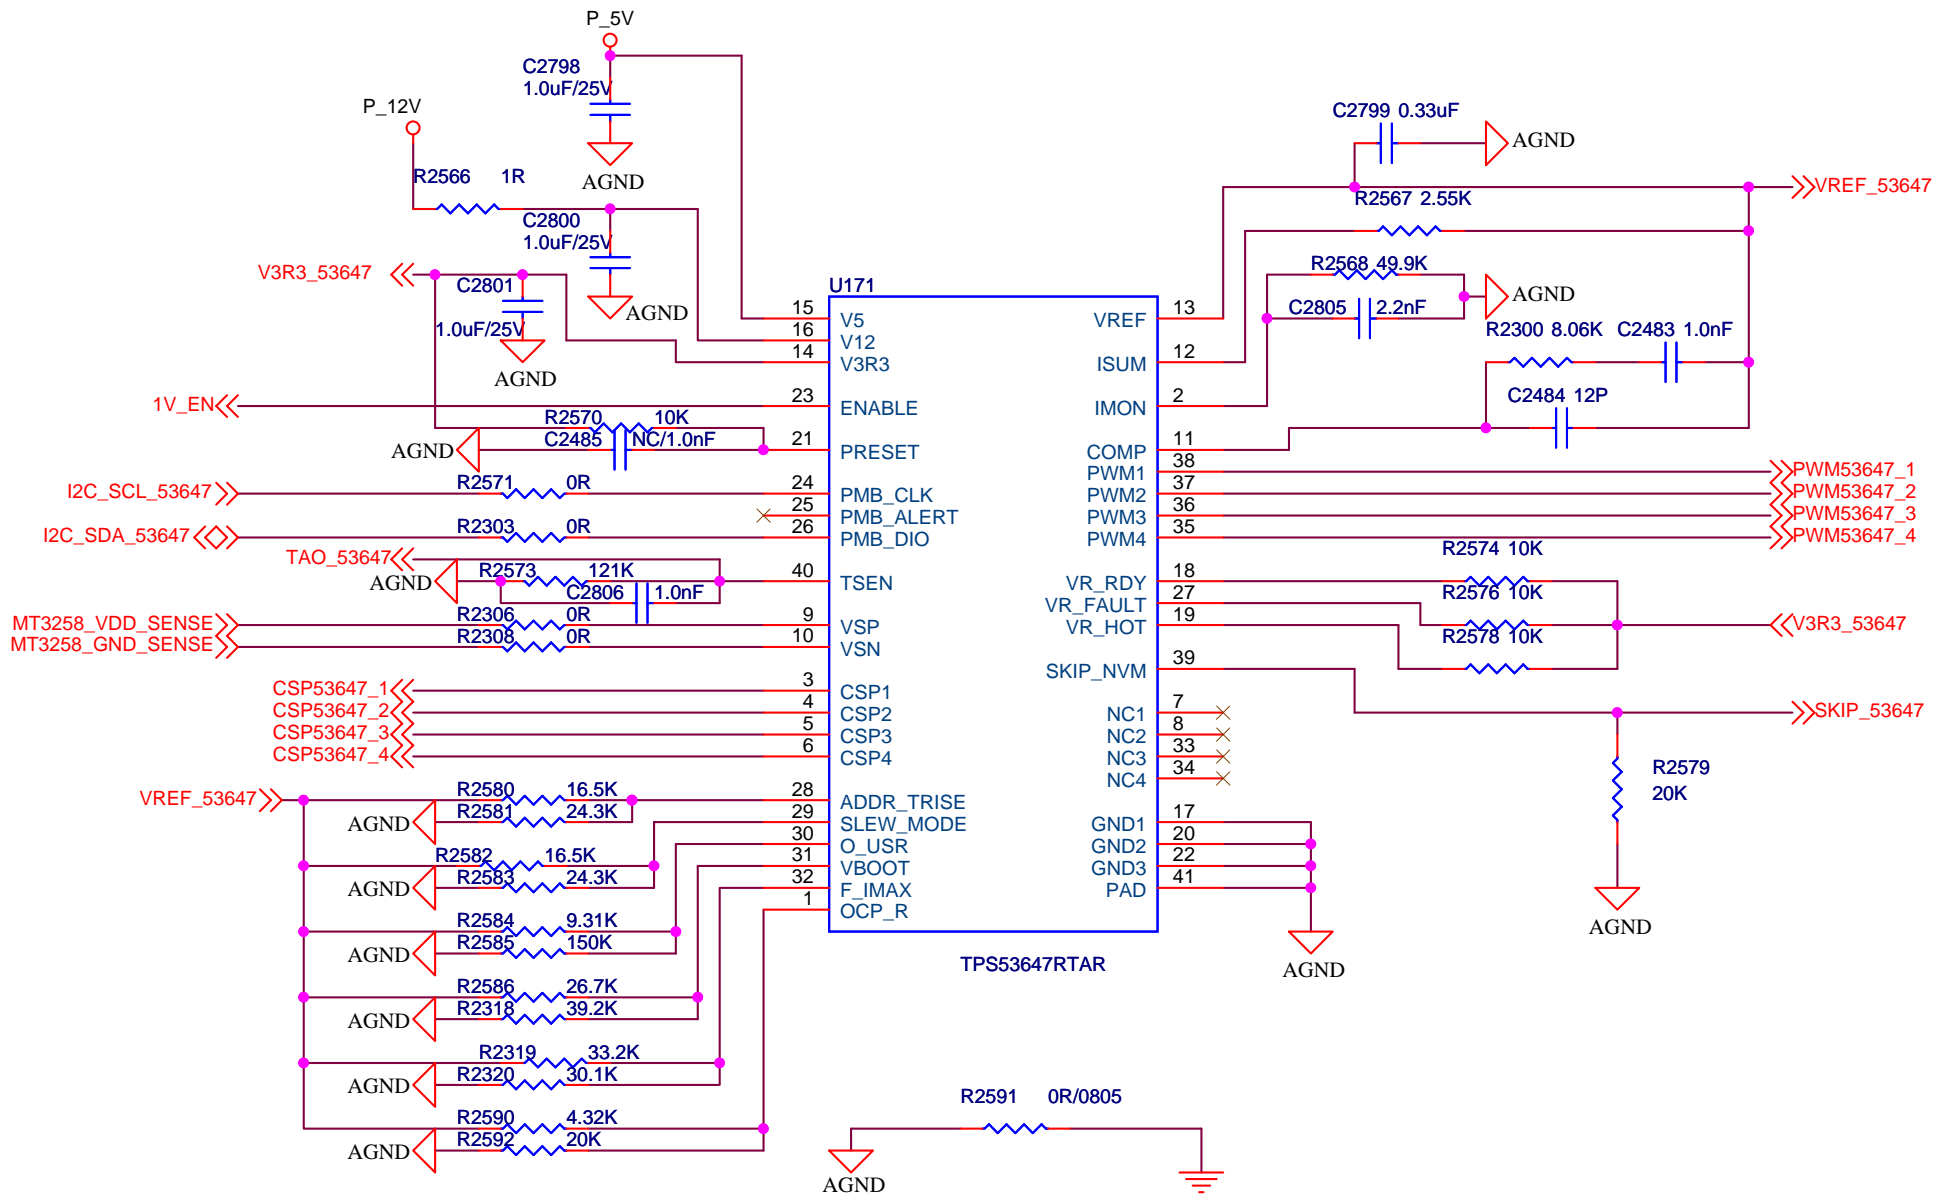 P_5V
C2798
1.0uF/25V
AGND
P_12V
R2566 1R
C2800
1.0uF/25V
AGND
V3R3_53647
C2801
1.0uF/25V
AGND
1V_EN
R2570 10K
C2485 NC/1.0nF
AGND
I2C_SCL_53647
R2571 0R
I2C_SDA_53647
R2303 0R
TAO_53647
AGND
R2573 121K
C2806 1.0nF
MT3258_VDD_SENSE
R2306 0R
MT3258_GND_SENSE
R2308 0R
CSP53647_1
CSP53647_2
CSP53647_3
CSP53647_4
VREF_53647
R2580 16.5K
AGND
R2581 24.3K
R2582 16.5K
AGND
R2583 24.3K
R2584 9.31K
AGND
R2585 150K
R2586 26.7K
AGND
R2318 39.2K
R2319 33.2K
AGND
R2320 30.1K
R2590 4.32K
AGND
R2592 20K
U171
15 V5
16 V12
14 V3R3
23 ENABLE
21 PRESET
24 PMB_CLK
25 PMB_ALERT
26 PMB_DIO
40 TSEN
9 VSP
10 VSN
3 CSP1
4 CSP2
5 CSP3
6 CSP4
28 ADDR_TRISE
29 SLEW_MODE
30 O_USR
31 VBOOT
32 F_IMAX
1 OCP_R
VREF 13
ISUM 12
IMON 2
COMP 11
PWM1 38
PWM2 37
PWM3 36
PWM4 35
VR_RDY 18
VR_FAULT 27
VR_HOT 19
SKIP_NVM 39
NC1 7
NC2 8
NC3 33
NC4 34
GND1 17
GND2 20
GND3 22
PAD 41
TPS53647RTAR
C2799 0.33uF
AGND
VREF_53647
R2567 2.55K
R2568 49.9K
AGND
C2805 2.2nF
R2300 8.06K C2483 1.0nF
C2484 12P
PWM53647_1
PWM53647_2
PWM53647_3
PWM53647_4
R2574 10K
R2576 10K
V3R3_53647
R2578 10K
SKIP_53647
R2579
20K
AGND
AGND
R2591 0R/0805
AGND